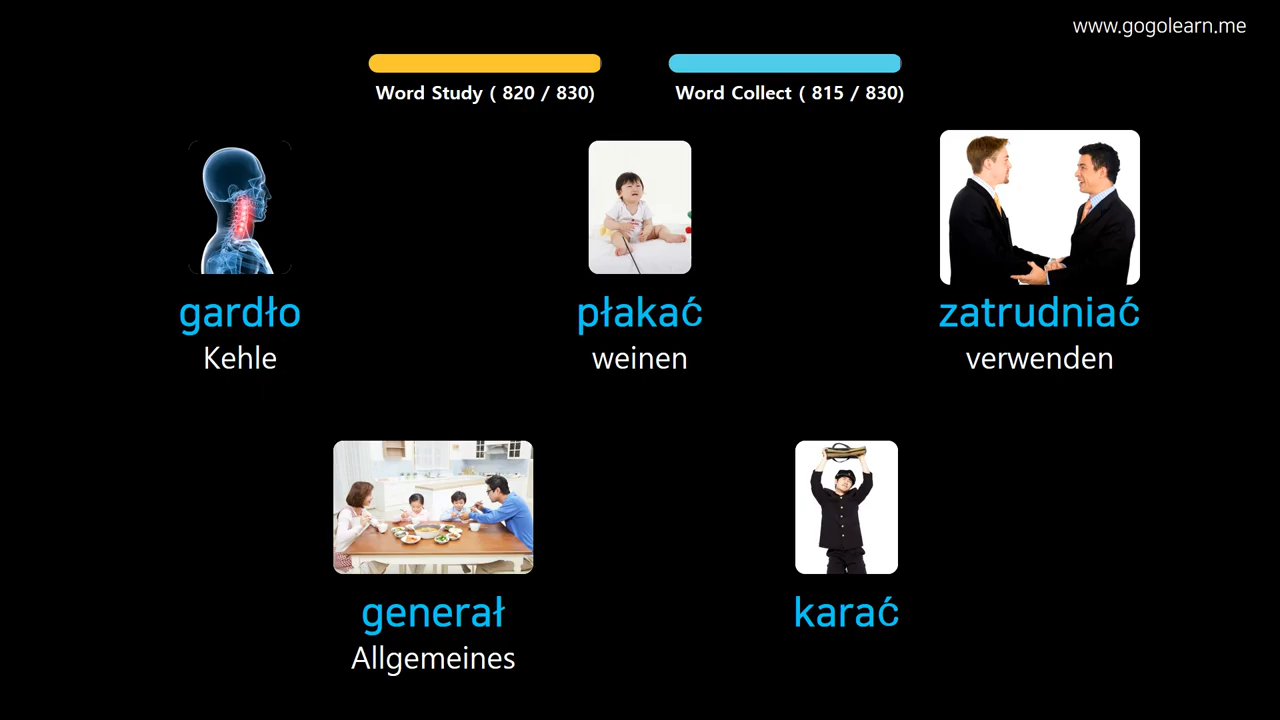 www.gogolearn.me
Word Study ( 820 / 830)
Word Collect ( 815 / 830)
gardło
Kehle
płakać
weinen
zatrudniać
verwenden
generał
Allgemeines
karać